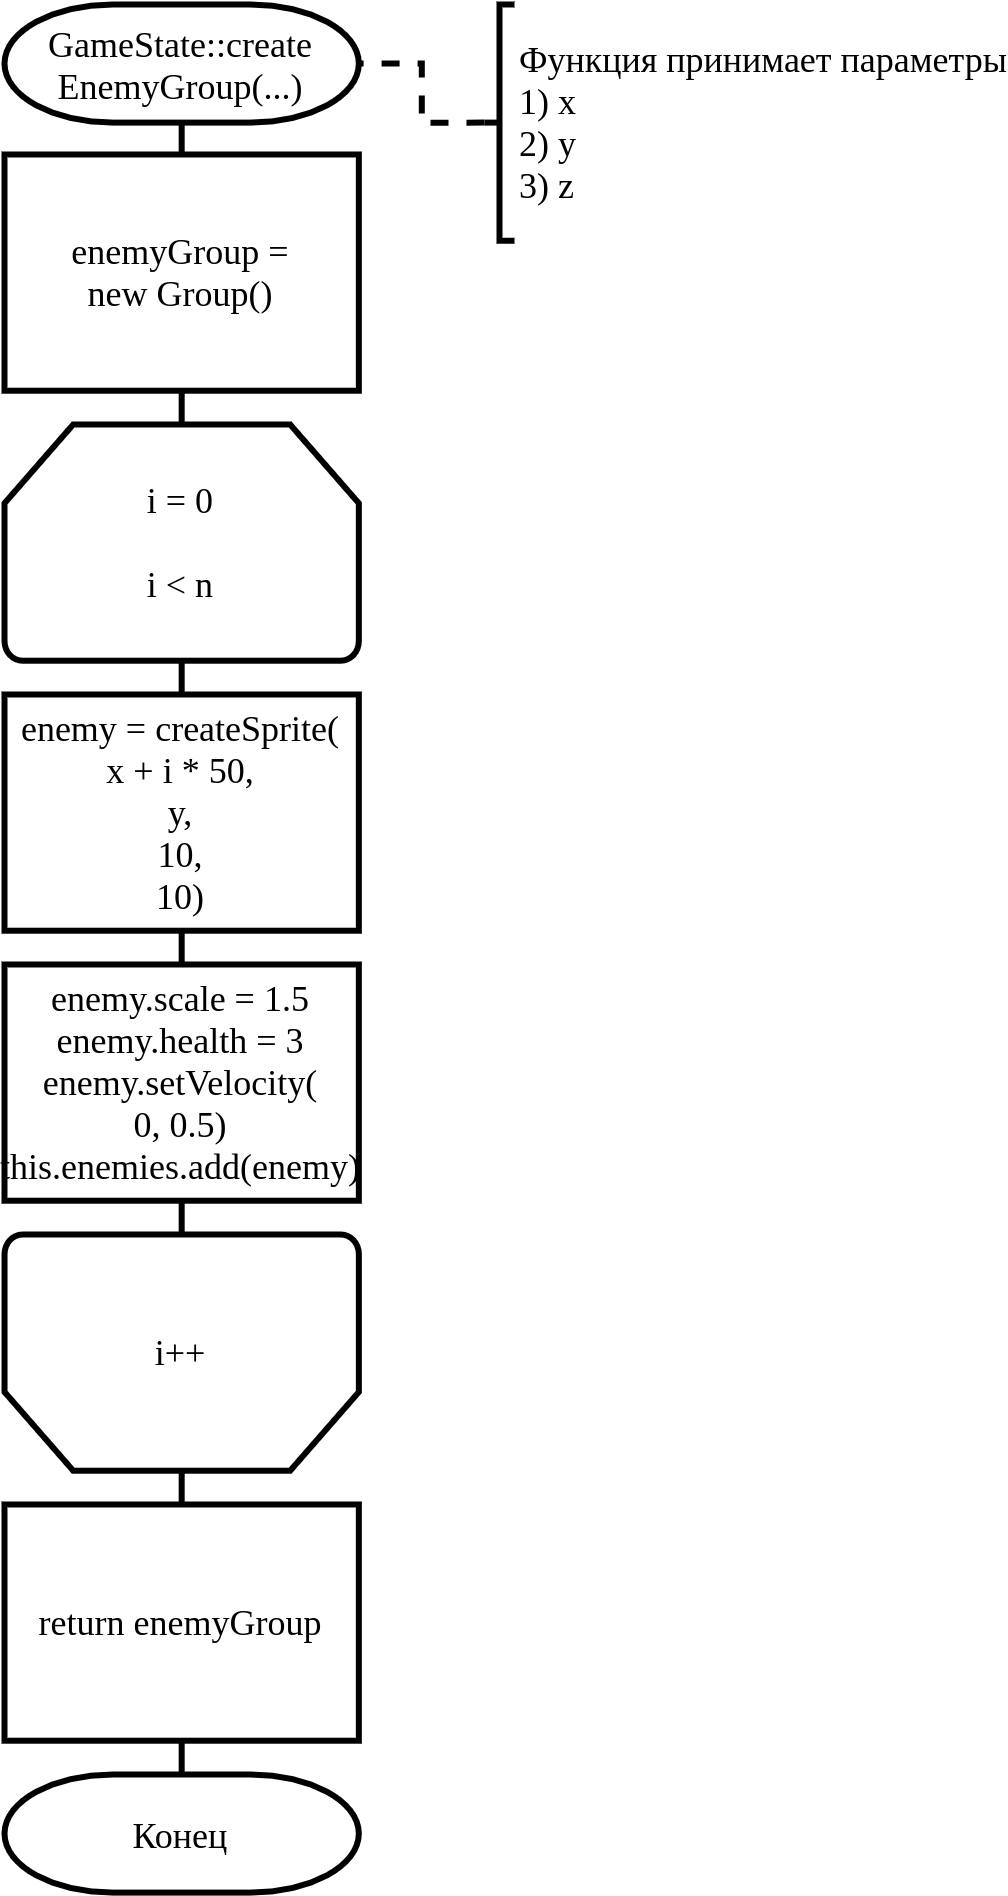 GameState::create
EnemyGroup(...)
Функция принимает параметры
1) x
2) y
3) z
enemyGroup =
new Group()
i = 0
i < n
enemy = createSprite(
x + i * 50,
y,
10,
10)
enemy.scale = 1.5
enemy.health = 3
enemy.setVelocity(
0, 0.5)
this.enemies.add(enemy)
i++
return enemyGroup
Конец